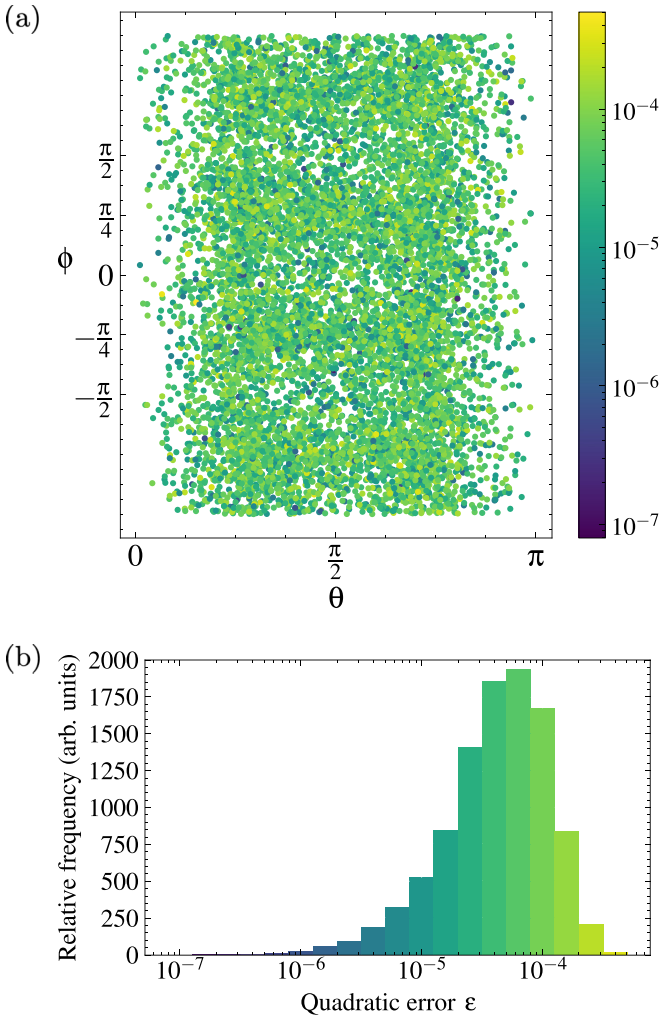 (a)
π/2
π/4
ϕ
0
−π/4
−π/2
0
π/2
π
θ
10⁻⁴
10⁻⁵
10⁻⁶
10⁻⁷
(b)
Relative frequency (arb. units)
2000
1750
1500
1250
1000
750
500
250
0
10⁻⁷
10⁻⁶
10⁻⁵
10⁻⁴
Quadratic error ε